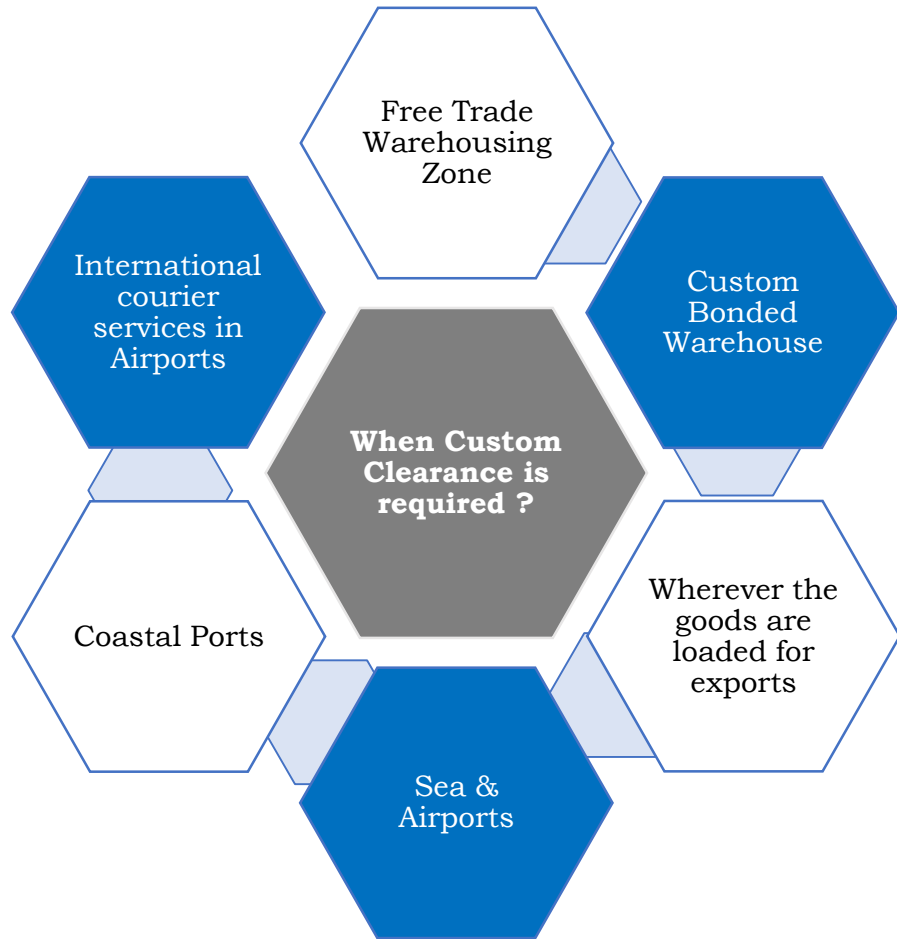 Free Trade
Warehousing
Zone
International
courier
services in
Airports
Custom
Bonded
Warehouse
When Custom
Clearance is
required ?
Coastal Ports
Wherever the
goods are
loaded for
exports
Sea &
Airports